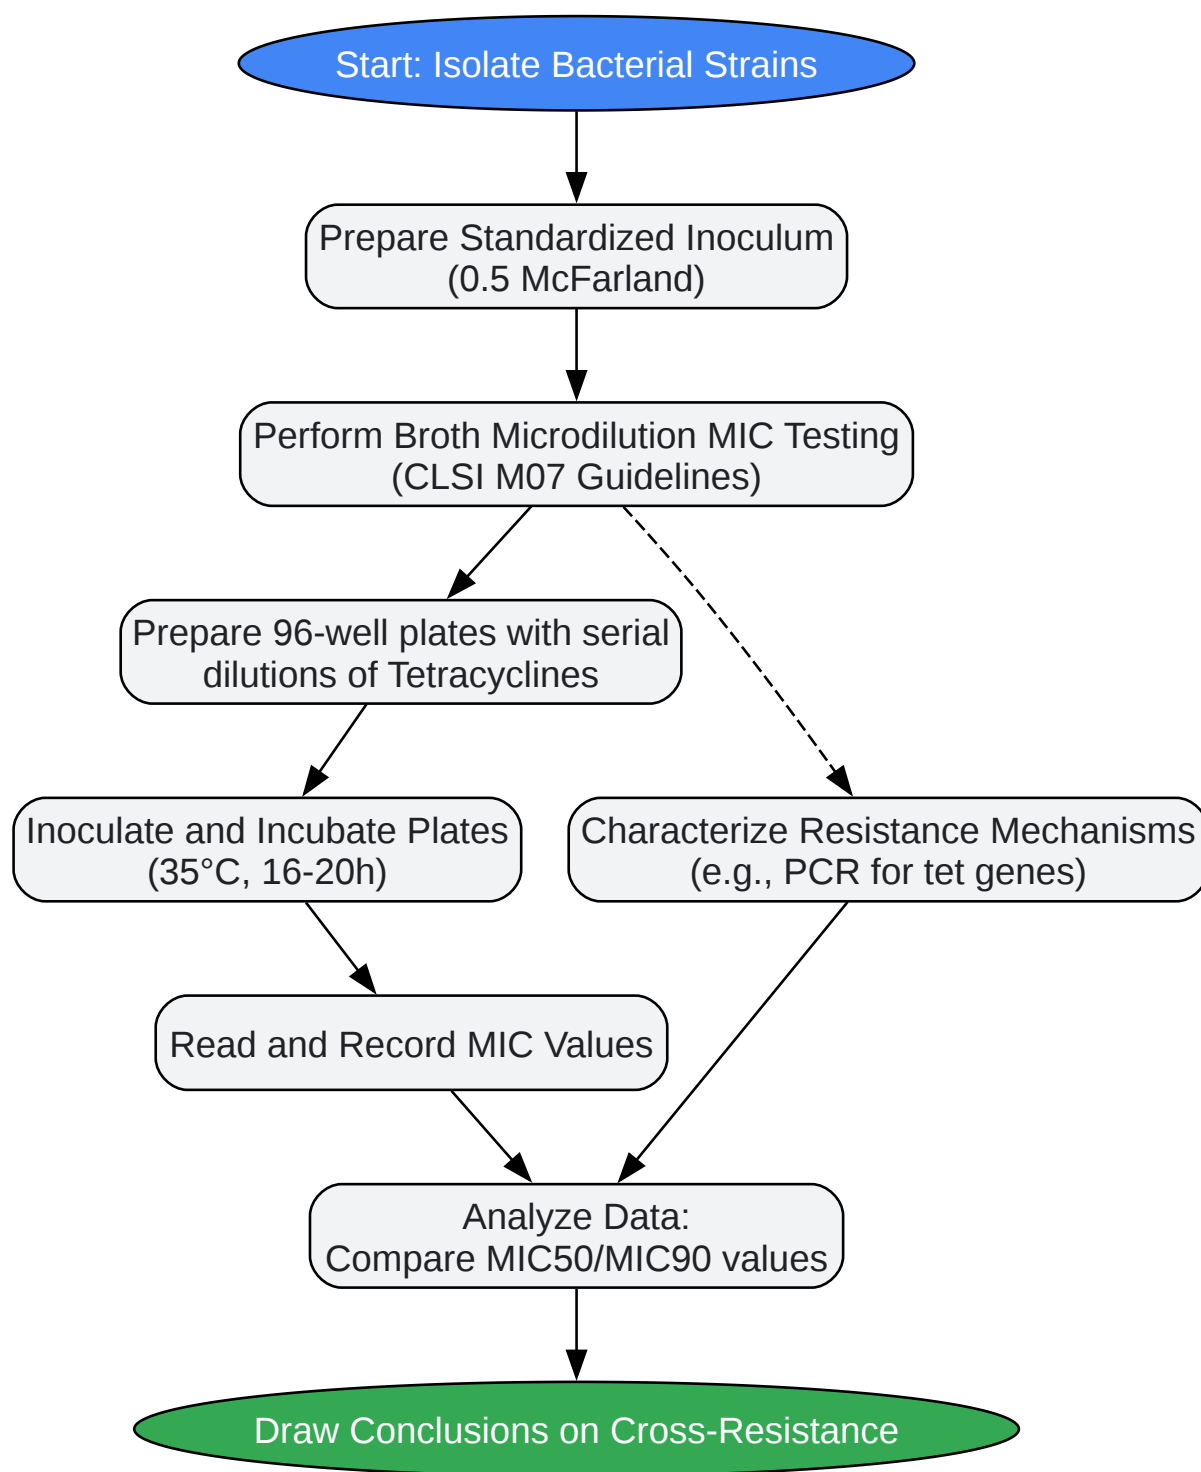 Start: Isolate Bacterial Strains
Prepare Standardized Inoculum
(0.5 McFarland)
Perform Broth Microdilution MIC Testing
(CLSI M07 Guidelines)
Prepare 96-well plates with serial
dilutions of Tetracyclines
Inoculate and Incubate Plates
(35°C, 16-20h)
Characterize Resistance Mechanisms
(e.g., PCR for tet genes)
Read and Record MIC Values
Analyze Data:
Compare MIC50/MIC90 values
Draw Conclusions on Cross-Resistance